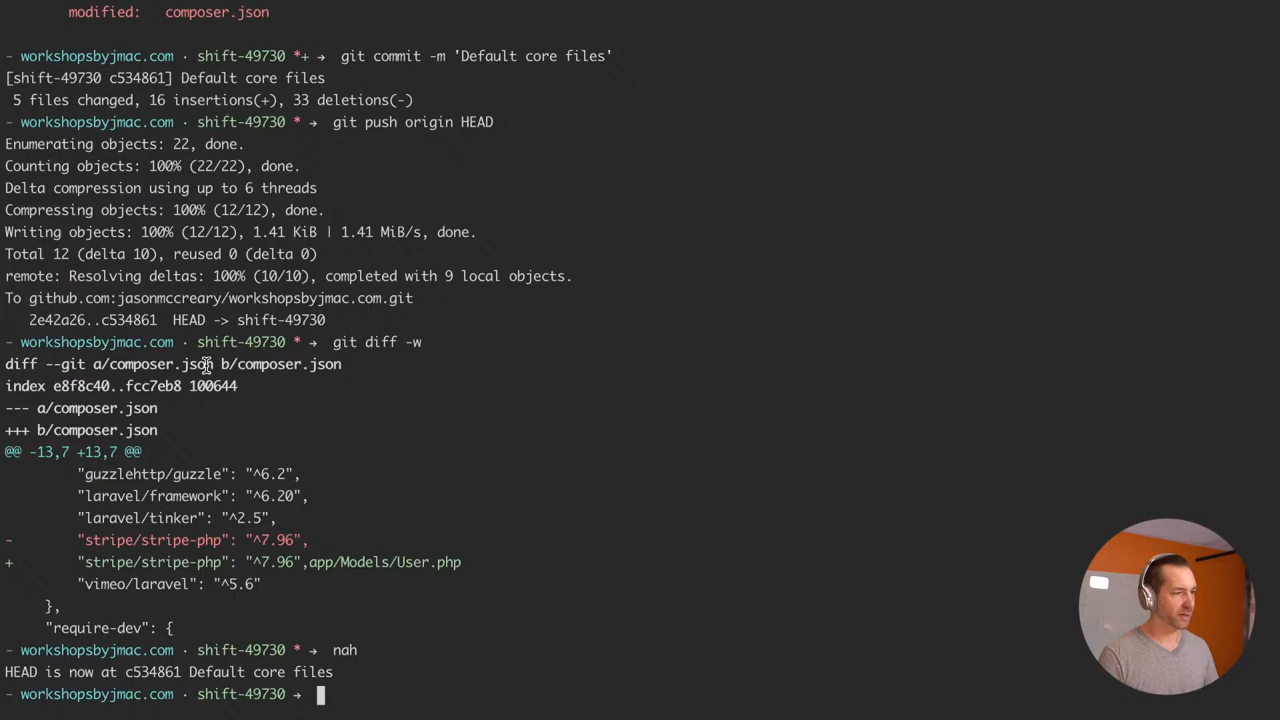 modified:   composer.json
~ workshopsbyjmac.com · shift-49730 *+ → git commit -m 'Default core files'
[shift-49730 c534861] Default core files
5 files changed, 16 insertions(+), 33 deletions(-)
~ workshopsbyjmac.com · shift-49730 * → git push origin HEAD
Enumerating objects: 22, done.
Counting objects: 100% (22/22), done.
Delta compression using up to 6 threads
Compressing objects: 100% (12/12), done.
Writing objects: 100% (12/12), 1.41 KiB | 1.41 MiB/s, done.
Total 12 (delta 10), reused 0 (delta 0)
remote: Resolving deltas: 100% (10/10), completed with 9 local objects.
To github.com:jasonmccreary/workshopsbyjmac.com.git
2e42a26..c534861  HEAD -> shift-49730
~ workshopsbyjmac.com · shift-49730 * → git diff -w
diff --git a/composer.json b/composer.json
index e8f8c40..fcc7eb8 100644
--- a/composer.json
+++ b/composer.json
@@ -13,7 +13,7 @@
"guzzlehttp/guzzle": "^6.2",
"laravel/framework": "^6.20",
"laravel/tinker": "^2.5",
-        "stripe/stripe-php": "^7.96",
+        "stripe/stripe-php": "^7.96",app/Models/User.php
"vimeo/laravel": "^5.6"
},
"require-dev": {
~ workshopsbyjmac.com · shift-49730 * → nah
HEAD is now at c534861 Default core files
~ workshopsbyjmac.com · shift-49730 →